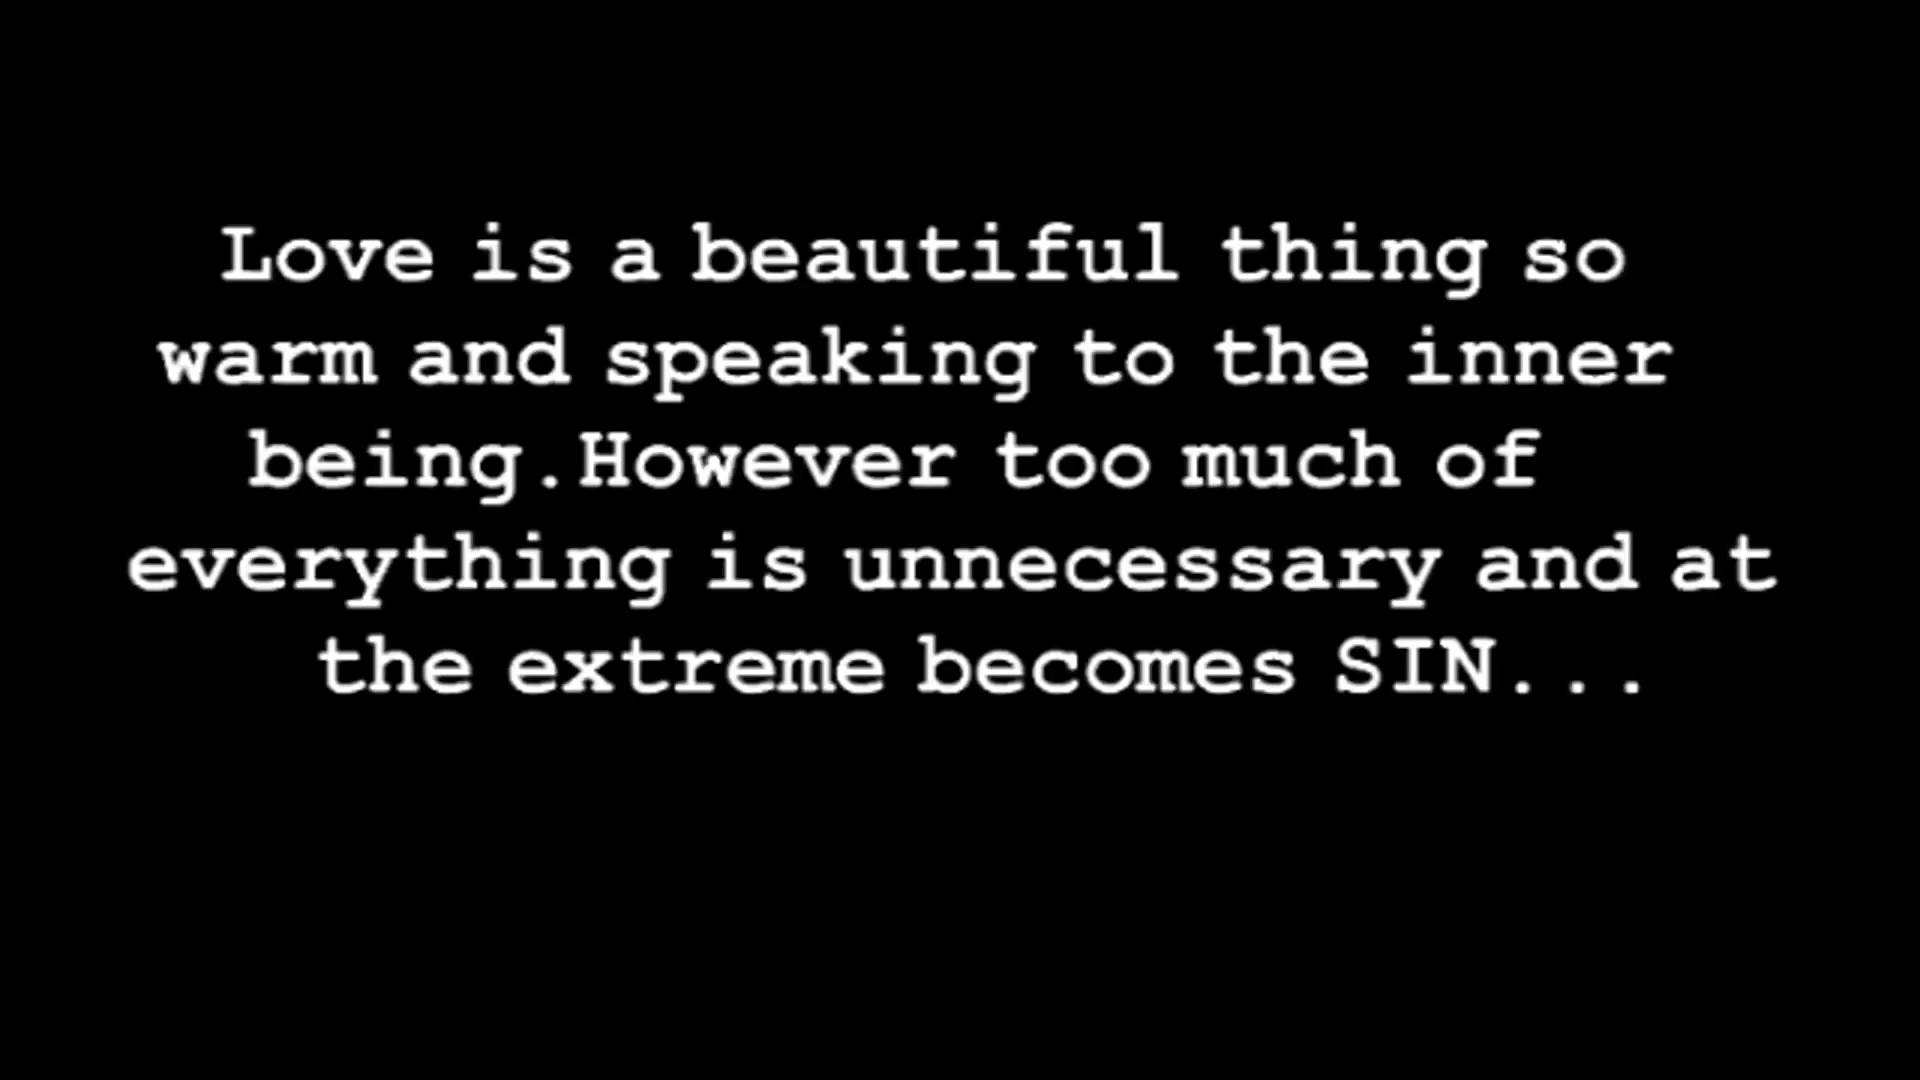 Love is a beautiful thing so
warm and speaking to the inner
being.However too much of
everything is unnecessary and at
the extreme becomes SIN...